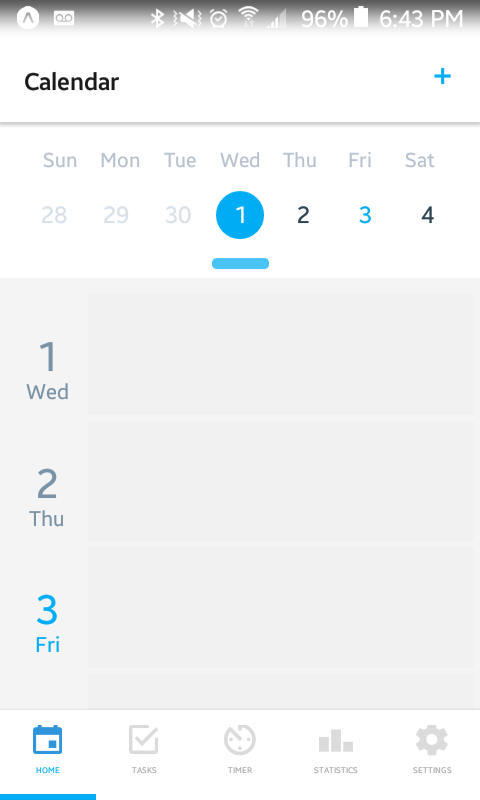 96% 6:43 PM
Calendar +
Sun Mon Tue Wed Thu Fri Sat
28 29 30 1 2 3 4
1
Wed
2
Thu
3
Fri
HOME TASKS TIMER STATISTICS SETTINGS